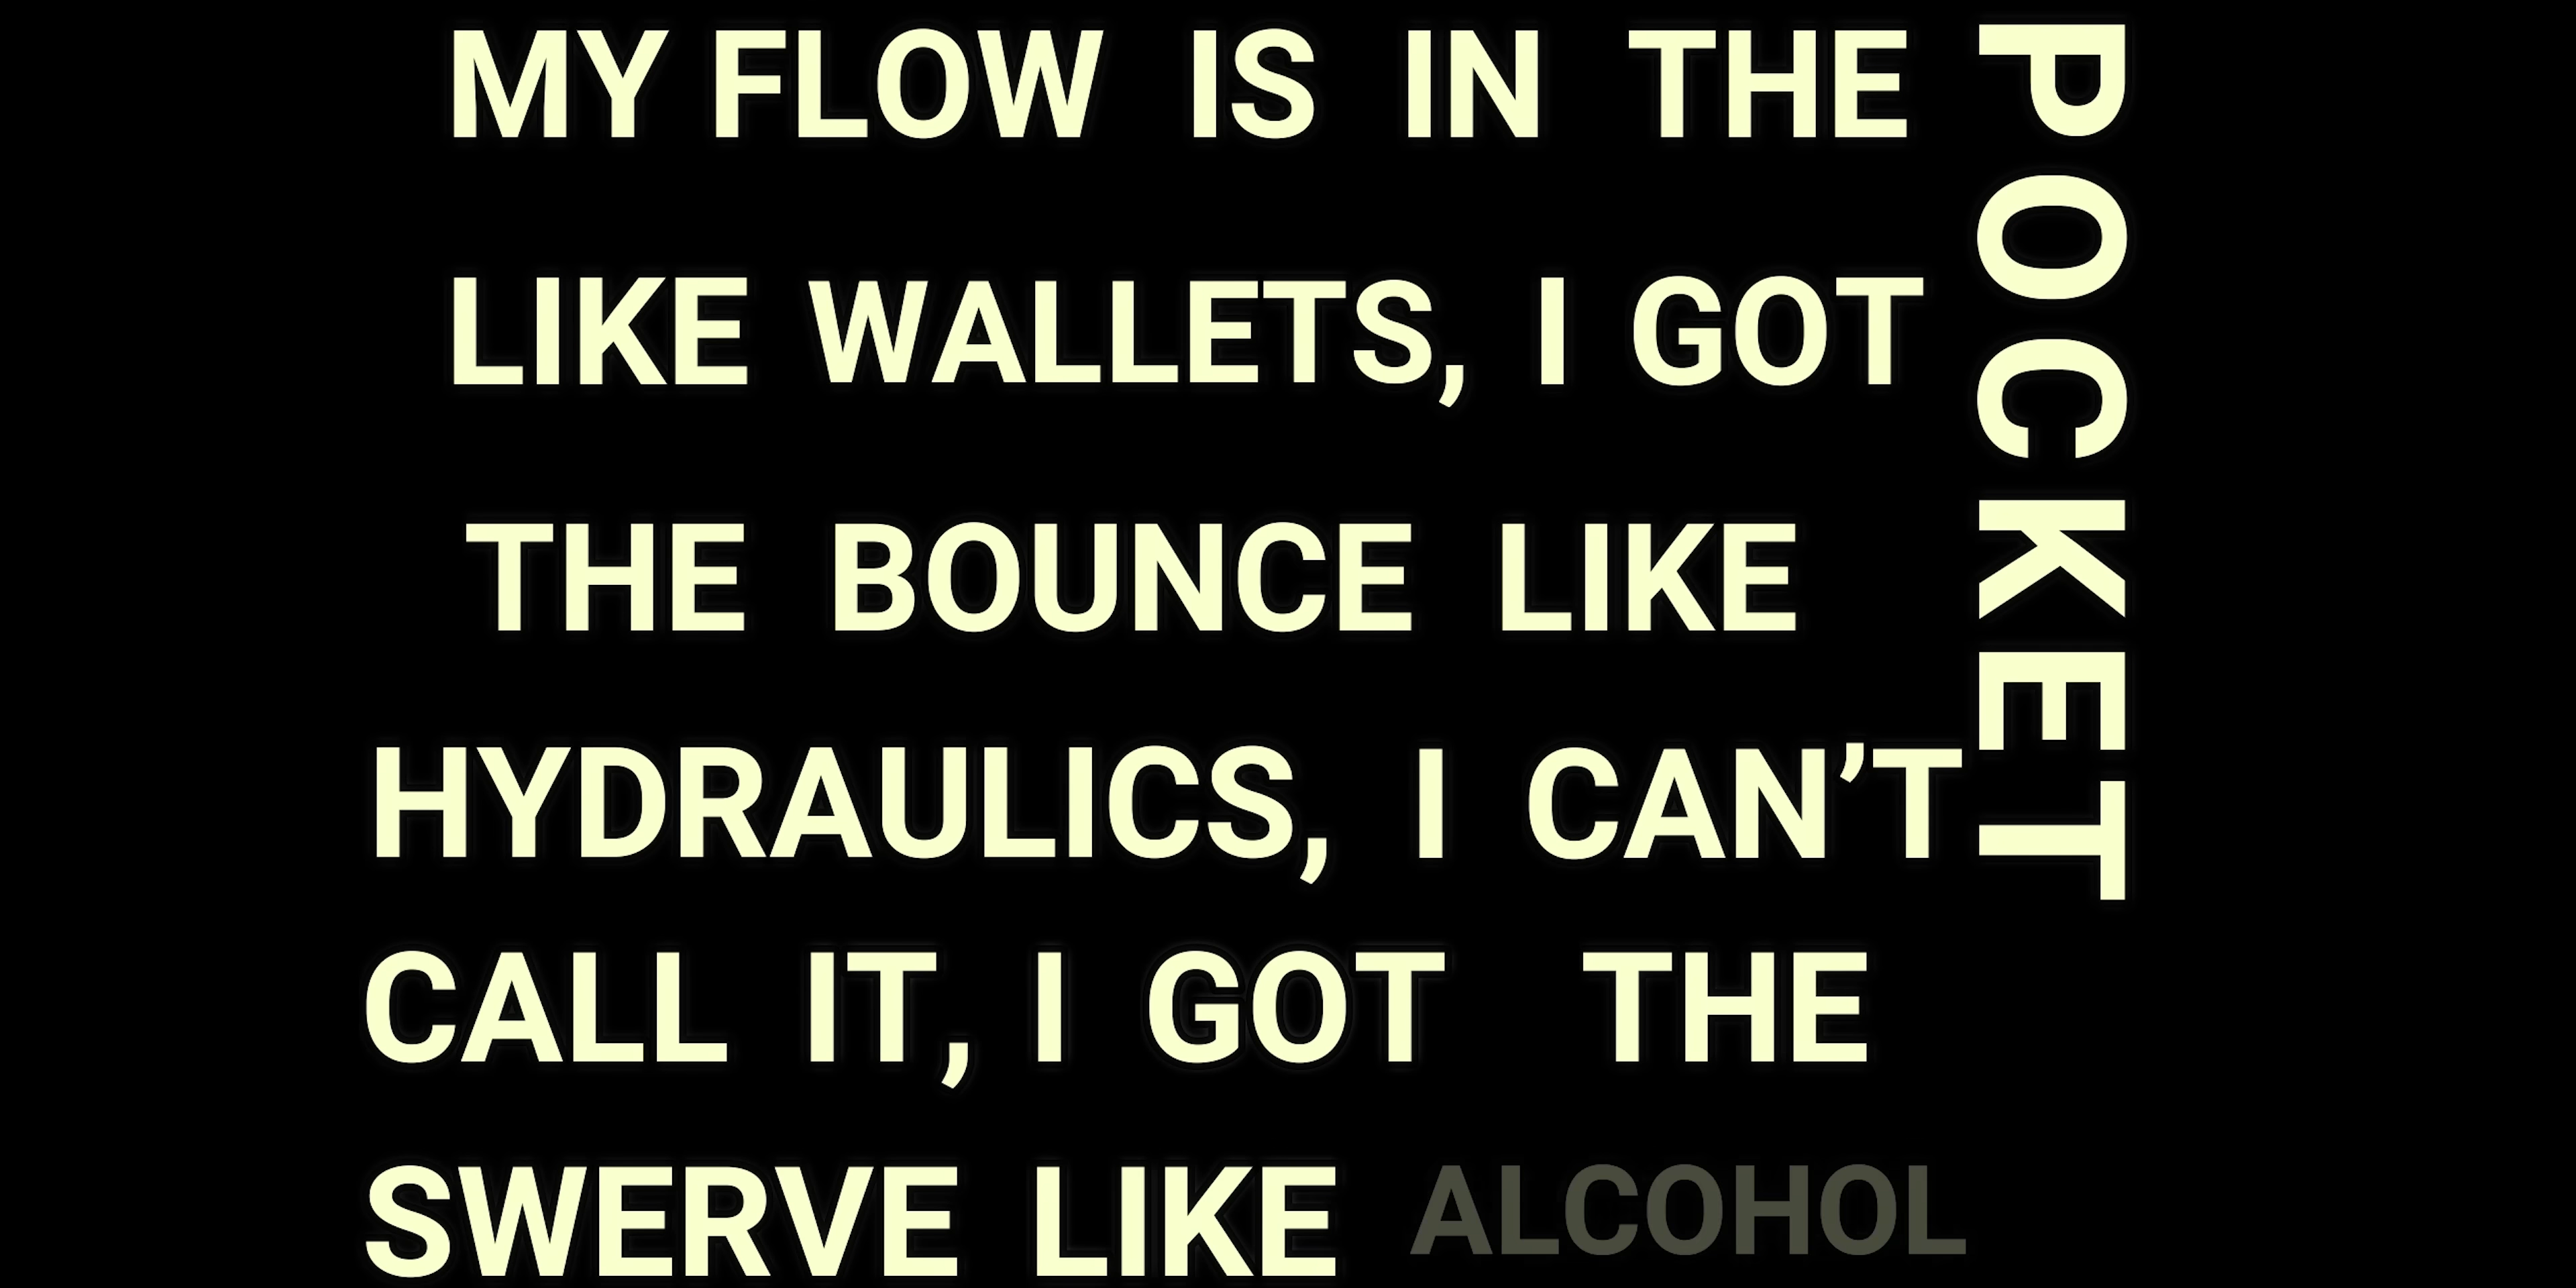 MY FLOW IS IN THE
POCKET
LIKE WALLETS, I GOT
THE BOUNCE LIKE
HYDRAULICS, I CAN’T
CALL IT, I GOT THE
SWERVE LIKE ALCOHOL